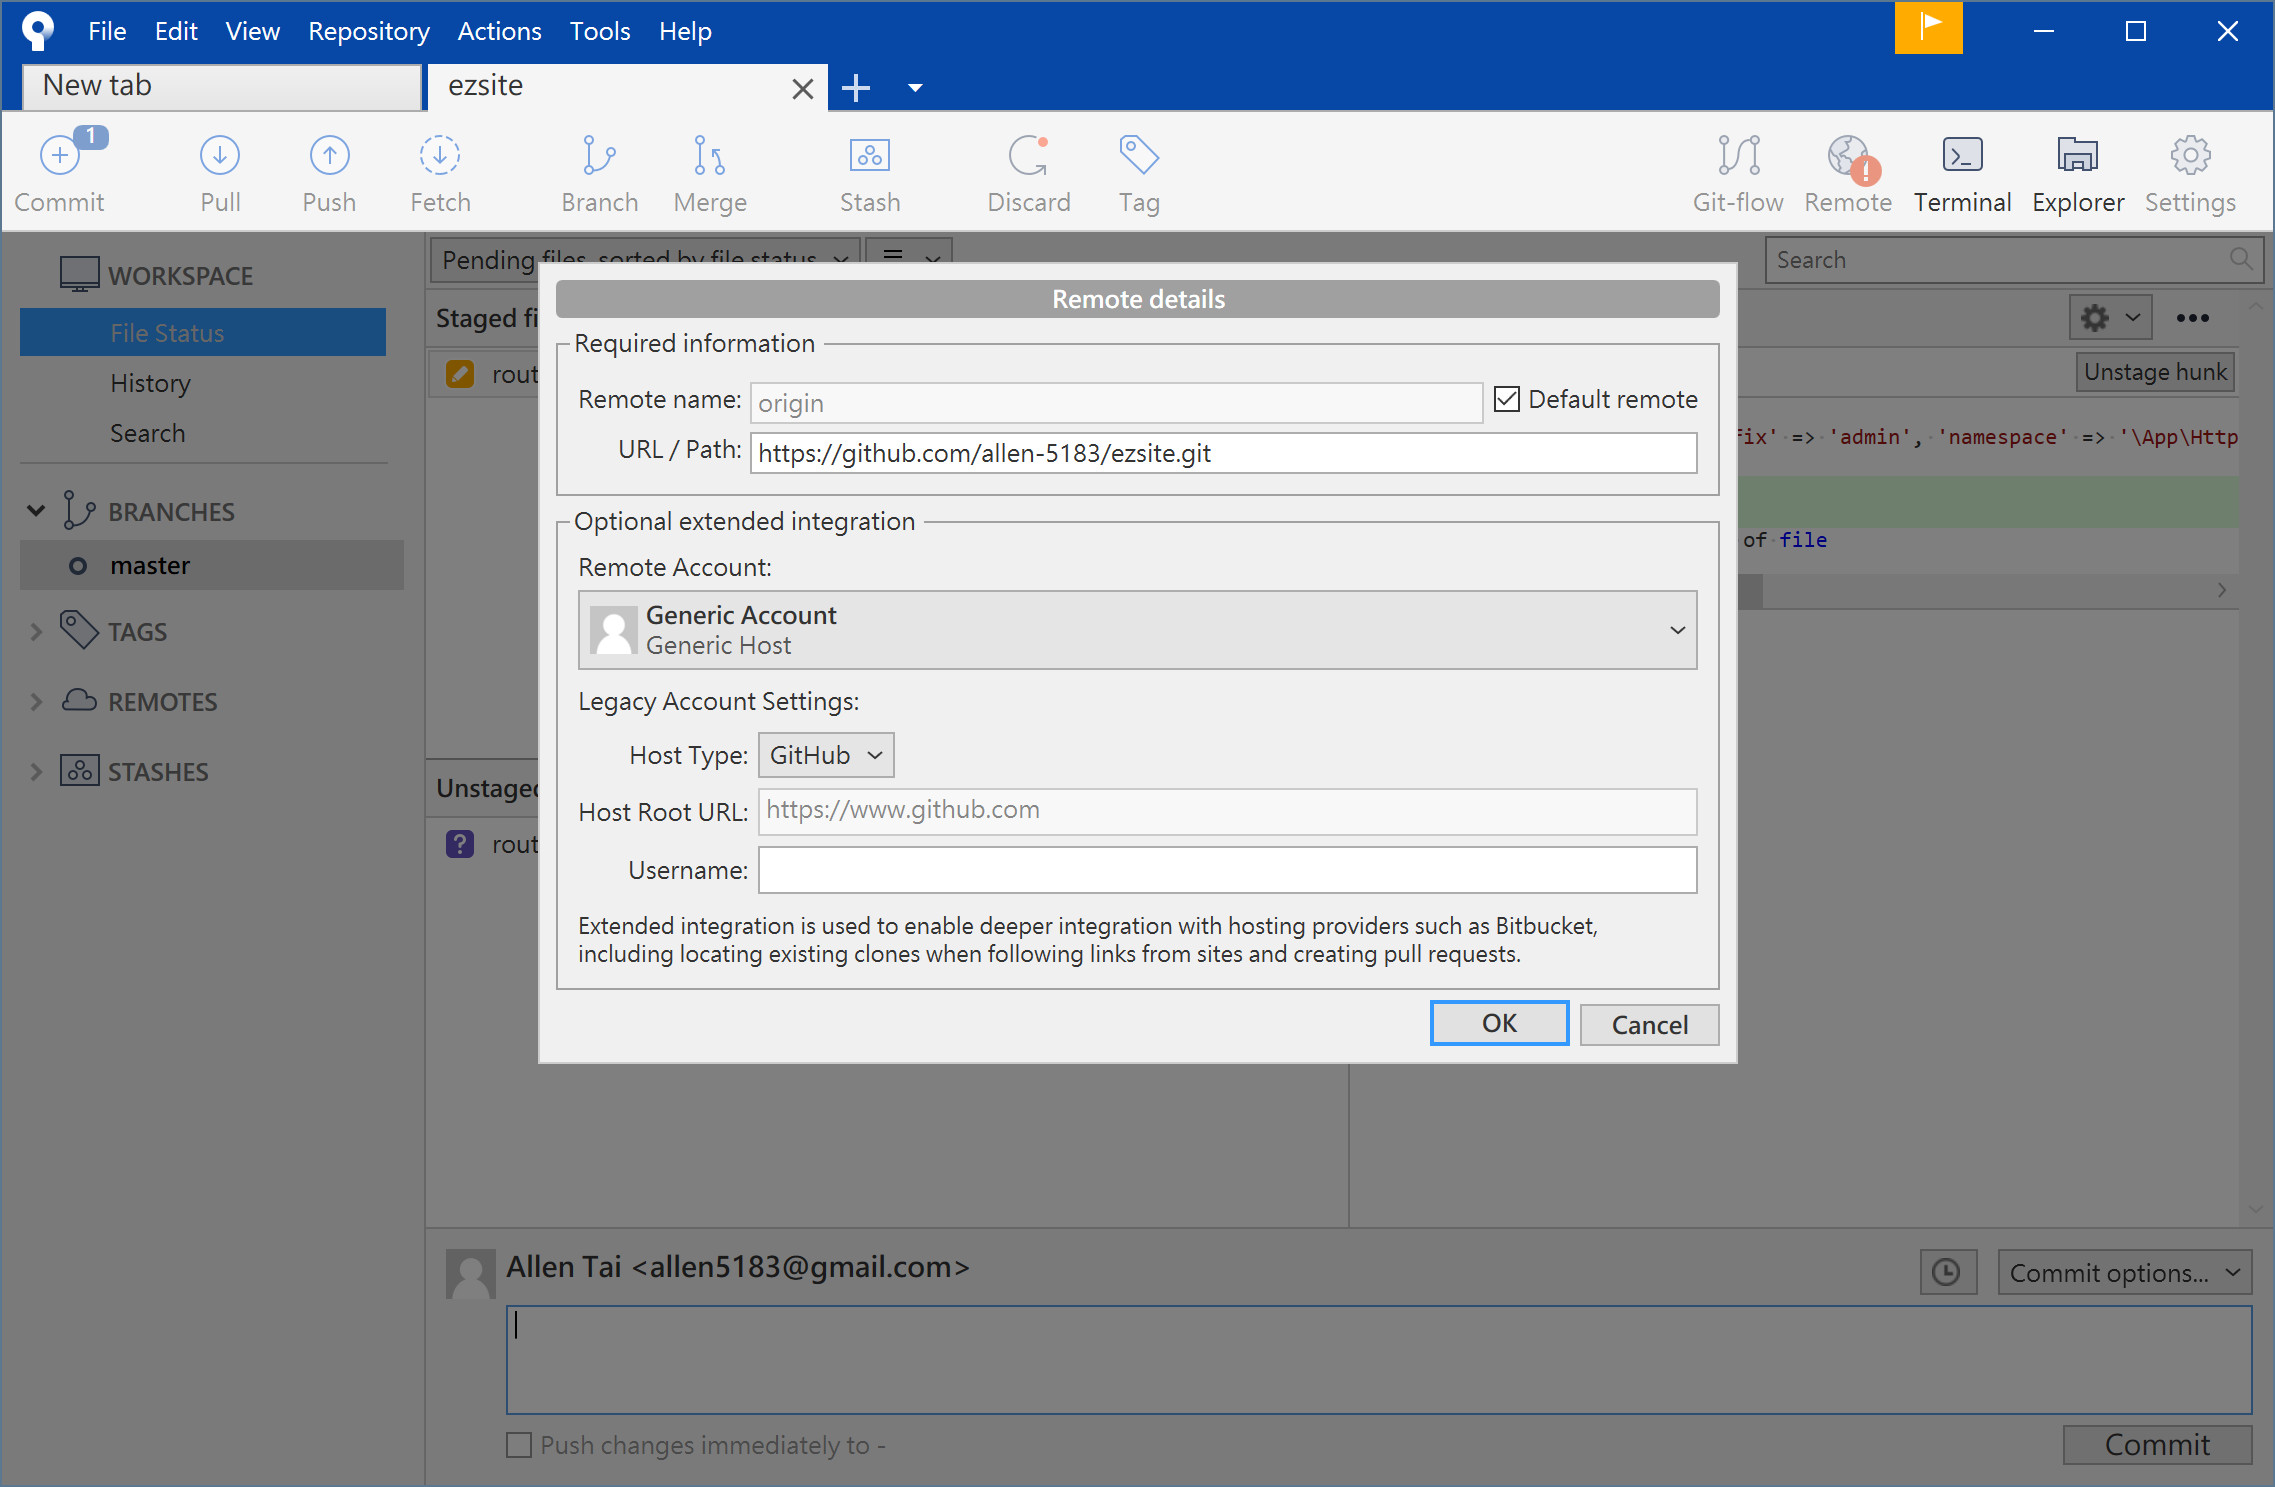 File Edit View Repository Actions Tools Help
New tab
ezsite
1
Commit Pull Push Fetch Branch Merge Stash Discard Tag Git-flow Remote Terminal Explorer Settings
WORKSPACE
File Status
History
Search
BRANCHES
master
TAGS
REMOTES
STASHES
Pending files, sorted by file status
Search
Staged fi
rout
Unstage hunk
fix' => 'admin', 'namespace' => '\App\Http
of file
Unstaged
rout
Remote details
Required information
Remote name: origin
Default remote
URL / Path: https://github.com/allen-5183/ezsite.git
Optional extended integration
Remote Account:
Generic Account
Generic Host
Legacy Account Settings:
Host Type: GitHub
Host Root URL: https://www.github.com
Username:
Extended integration is used to enable deeper integration with hosting providers such as Bitbucket,
including locating existing clones when following links from sites and creating pull requests.
OK Cancel
Allen Tai <allen5183@gmail.com>
Commit options...
Push changes immediately to -
Commit